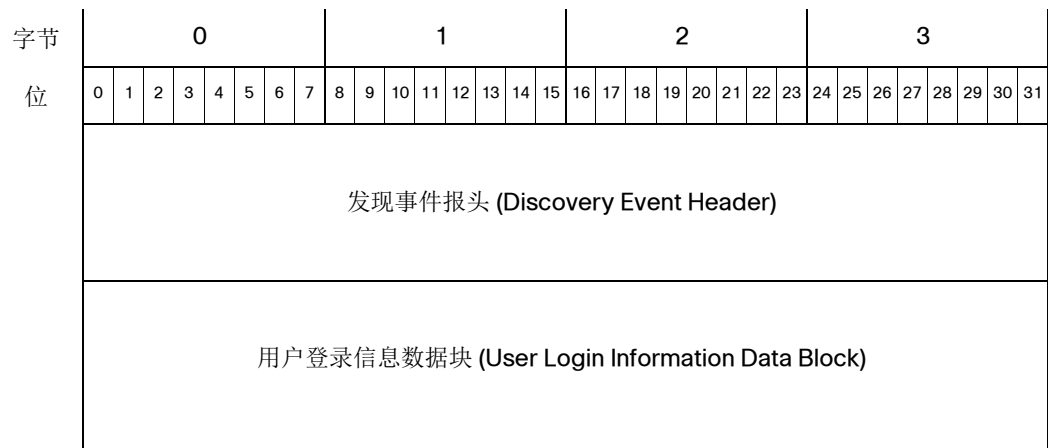 字节 0 1 2 3
位 0 1 2 3 4 5 6 7 8 9 10 11 12 13 14 15 16 17 18 19 20 21 22 23 24 25 26 27 28 29 30 31
发现事件报头 (Discovery Event Header)
用户登录信息数据块 (User Login Information Data Block)